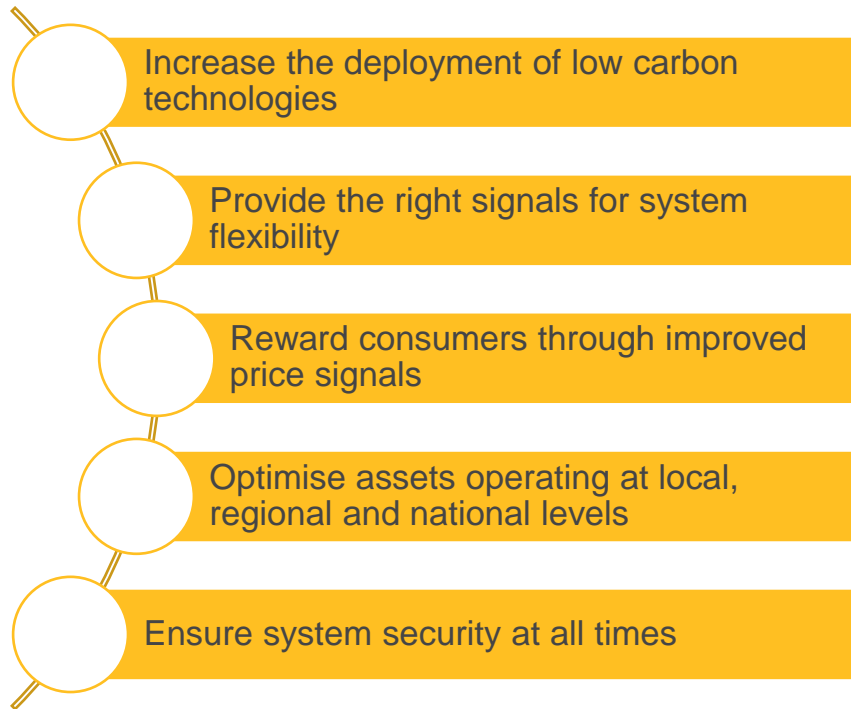 Increase the deployment of low carbon
technologies
Provide the right signals for system
flexibility
Reward consumers through improved
price signals
Optimise assets operating at local,
regional and national levels
Ensure system security at all times